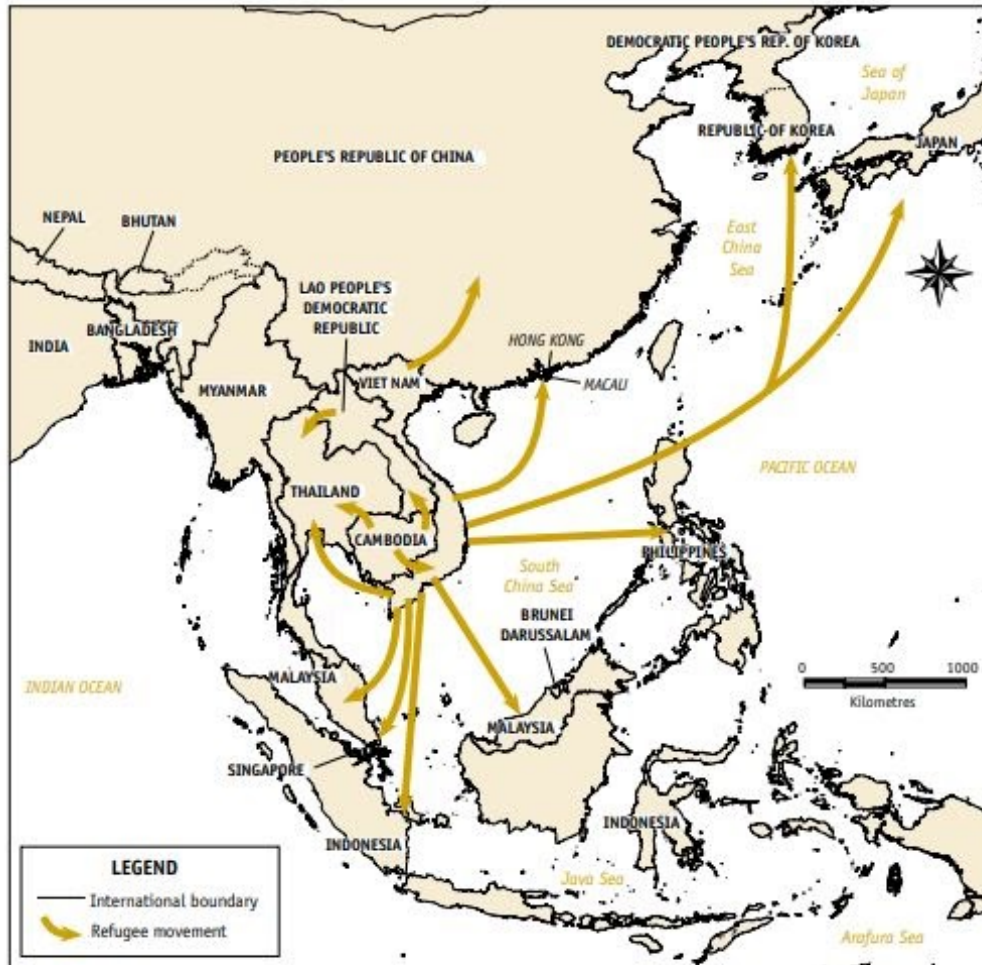 DEMOCRATIC PEOPLE'S REP. OF KOREA
Sea of
Japan
REPUBLIC OF KOREA
JAPAN
PEOPLE'S REPUBLIC OF CHINA
NEPAL
BHUTAN
East
China
Sea
LAO PEOPLE'S
DEMOCRATIC
REPUBLIC
BANGLADESH
INDIA
HONG KONG
MACAU
VIET NAM
MYANMAR
PACIFIC OCEAN
THAILAND
CAMBODIA
PHILIPPINES
South
China Sea
BRUNEI
DARUSSALAM
INDIAN OCEAN
MALAYSIA
0 500 1000
Kilometres
MALAYSIA
SINGAPORE
INDONESIA
INDONESIA
LEGEND
International boundary
Refugee movement
Java Sea
Arafura Sea